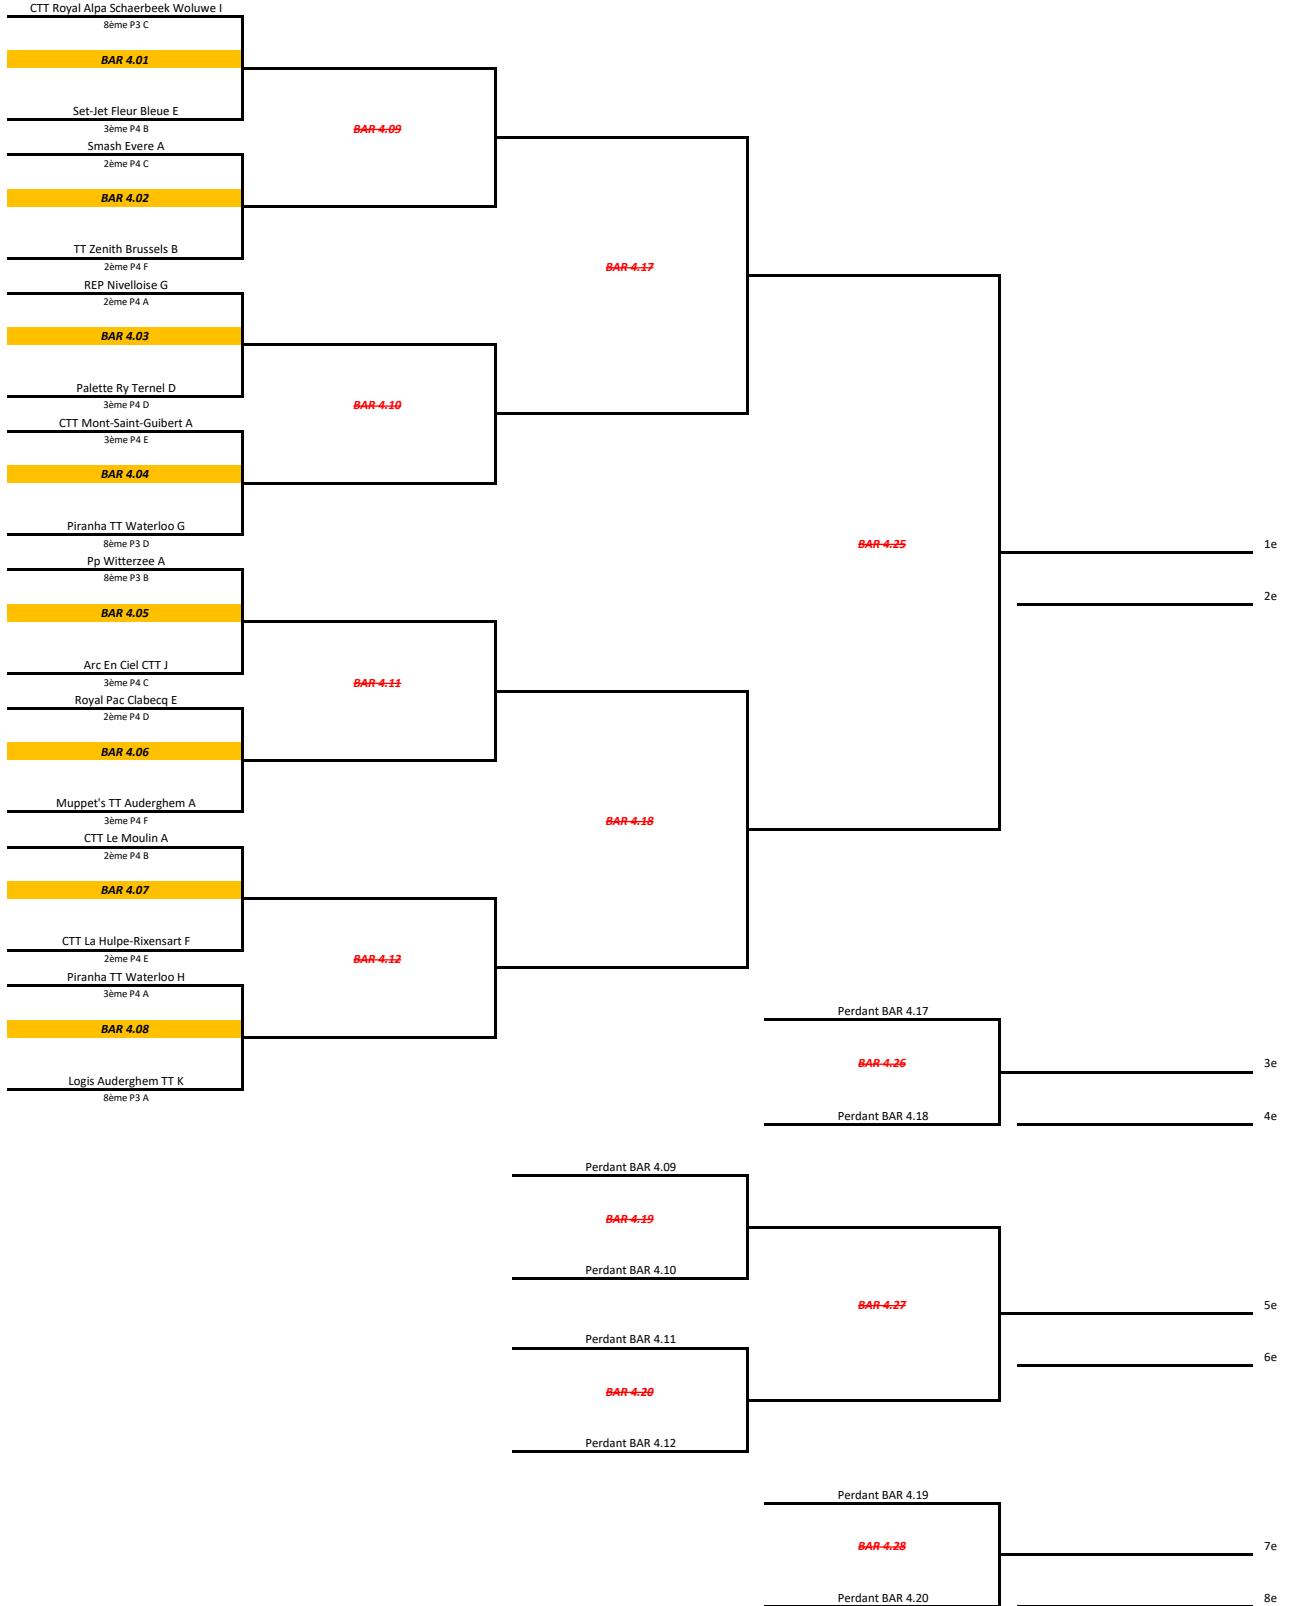 CTT Royal Alpa Schaerbeek Woluwe I
8ème P3 C
BAR 4.01
Set-Jet Fleur Bleue E
3ème P4 B
BAR 4.09
Smash Evere A
2ème P4 C
BAR 4.02
TT Zenith Brussels B
2ème P4 F
BAR 4.17
REP Nivelloise G
2ème P4 A
BAR 4.03
Palette Ry Ternel D
3ème P4 D
BAR 4.10
CTT Mont-Saint-Guibert A
3ème P4 E
BAR 4.04
Piranha TT Waterloo G
8ème P3 D
BAR 4.25
1e
Pp Witterzee A
8ème P3 B
2e
BAR 4.05
Arc En Ciel CTT J
3ème P4 C
BAR 4.11
Royal Pac Clabecq E
2ème P4 D
BAR 4.06
Muppet's TT Auderghem A
3ème P4 F
BAR 4.18
CTT Le Moulin A
2ème P4 B
BAR 4.07
CTT La Hulpe-Rixensart F
2ème P4 E
BAR 4.12
Piranha TT Waterloo H
3ème P4 A
Perdant BAR 4.17
BAR 4.08
BAR 4.26
3e
Logis Auderghem TT K
8ème P3 A
Perdant BAR 4.18
4e
Perdant BAR 4.09
BAR 4.19
Perdant BAR 4.10
BAR 4.27
5e
Perdant BAR 4.11
6e
BAR 4.20
Perdant BAR 4.12
Perdant BAR 4.19
BAR 4.28
7e
Perdant BAR 4.20
8e